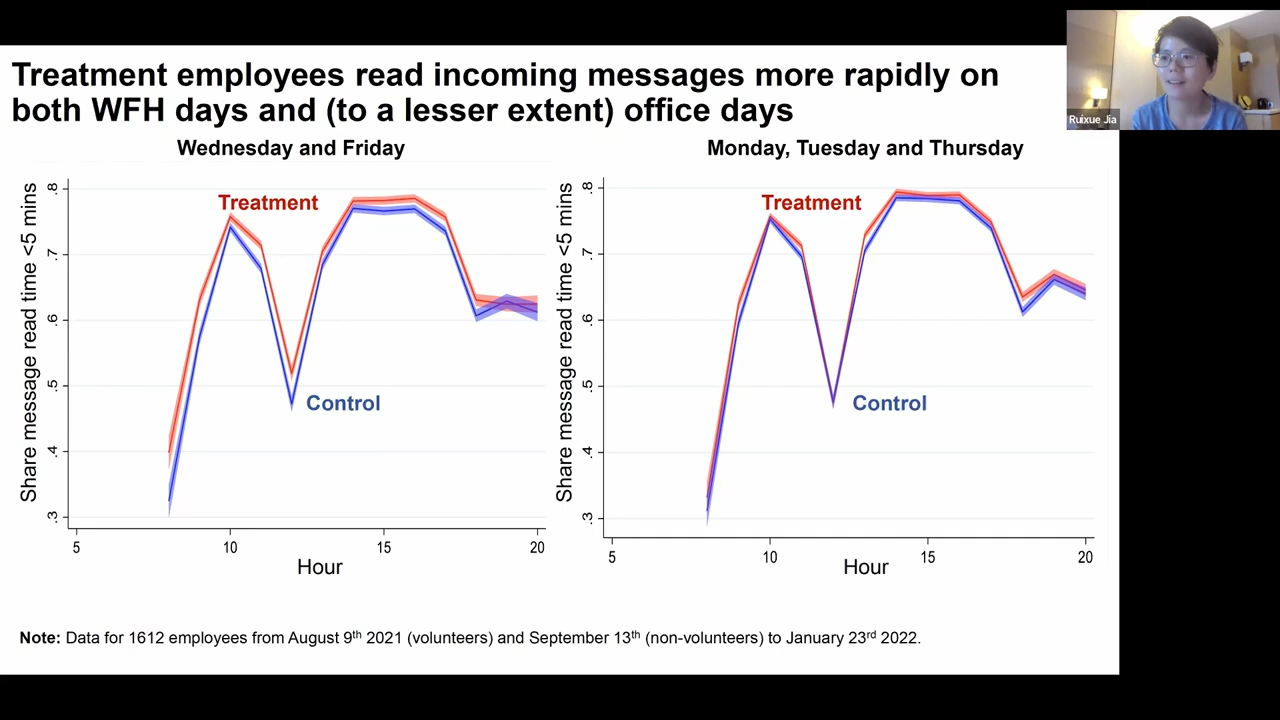 Treatment employees read incoming messages more rapidly on
both WFH days and (to a lesser extent) office days
Ruixue Jia
Wednesday and Friday
Share message read time <5 mins
.8
.7
.6
.5
.4
.3
Treatment
Control
5
10
15
20
Hour
Monday, Tuesday and Thursday
Share message read time <5 mins
.8
.7
.6
.5
.4
.3
Treatment
Control
5
10
15
20
Hour
Note: Data for 1612 employees from August 9th 2021 (volunteers) and September 13th (non-volunteers) to January 23rd 2022.